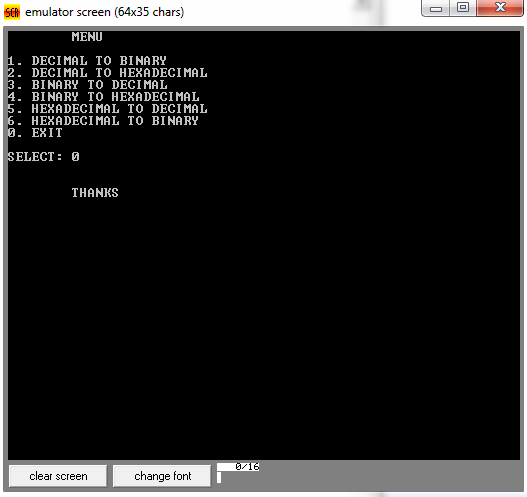 SCR emulator screen (64x35 chars)
MENU
1. DECIMAL TO BINARY
2. DECIMAL TO HEXADECIMAL
3. BINARY TO DECIMAL
4. BINARY TO HEXADECIMAL
5. HEXADECIMAL TO DECIMAL
6. HEXADECIMAL TO BINARY
0. EXIT
SELECT: 0
THANKS
clear screen
change font
0/16